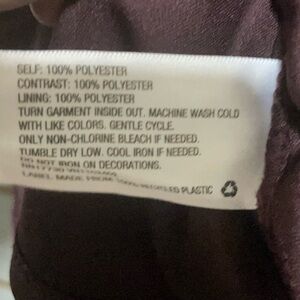 SELF: 100% POLYESTER
CONTRAST: 100% POLYESTER
LINING: 100% POLYESTER
TURN GARMENT INSIDE OUT. MACHINE WASH COLD
WITH LIKE COLORS. GENTLE CYCLE.
ONLY NON-CHLORINE BLEACH IF NEEDED.
TUMBLE DRY LOW. COOL IRON IF NEEDED.
DO NOT IRON ON DECORATIONS.
LABEL MADE FROM 100% RECYCLED PLASTIC